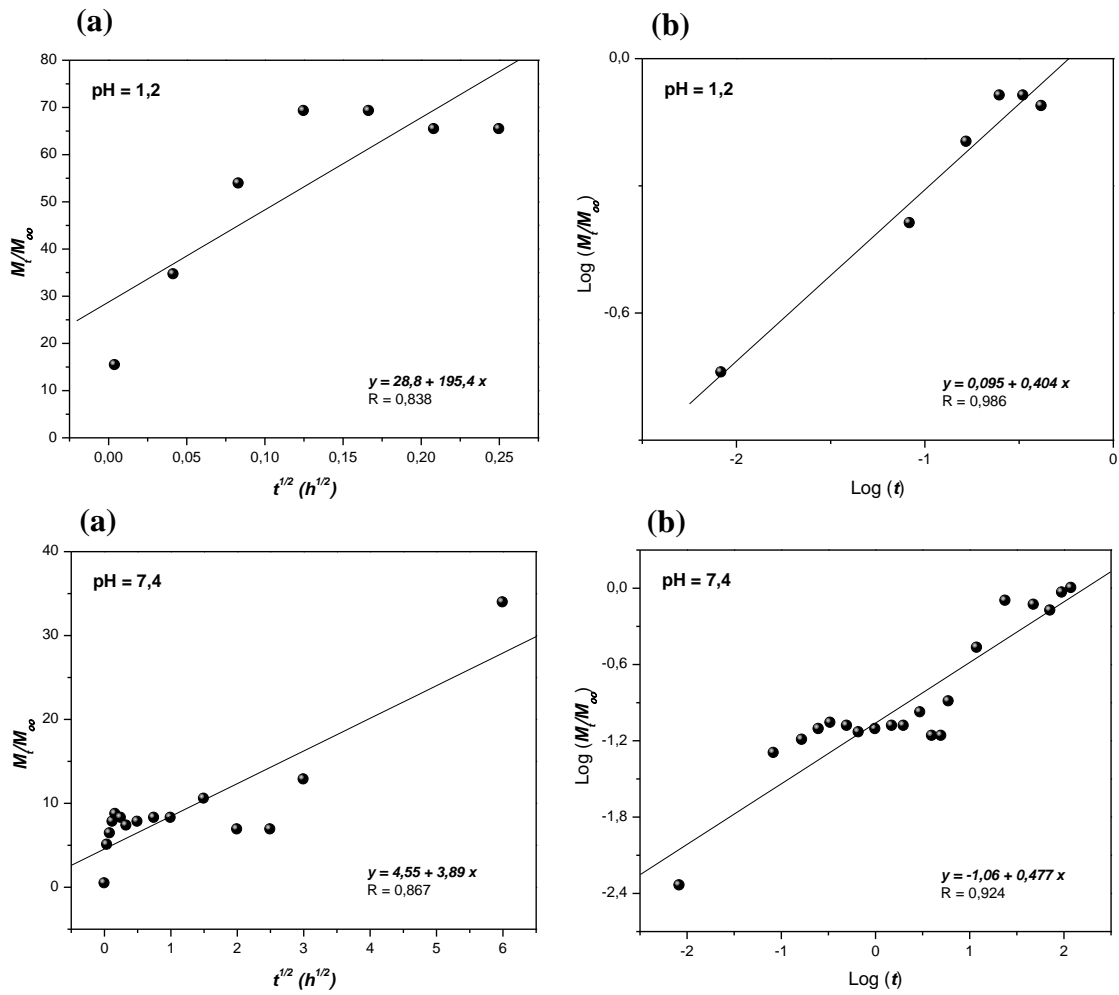 (a)
pH = 1,2
80
70
60
50
40
30
20
10
0
M_t/M_∞
0,00 0,05 0,10 0,15 0,20 0,25
t^{1/2} (h^{1/2})
y = 28,8 + 195,4 x
R = 0,838
(b)
pH = 1,2
0,0
-0,6
Log (M_t/M_∞)
-2 -1 0
Log (t)
y = 0,095 + 0,404 x
R = 0,986
(a)
pH = 7,4
40
30
20
10
0
M_t/M_∞
0 1 2 3 4 5 6
t^{1/2} (h^{1/2})
y = 4,55 + 3,89 x
R = 0,867
(b)
pH = 7,4
0,0
-0,6
-1,2
-1,8
-2,4
Log (M_t/M_∞)
-2 -1 0 1 2
Log (t)
y = -1,06 + 0,477 x
R = 0,924